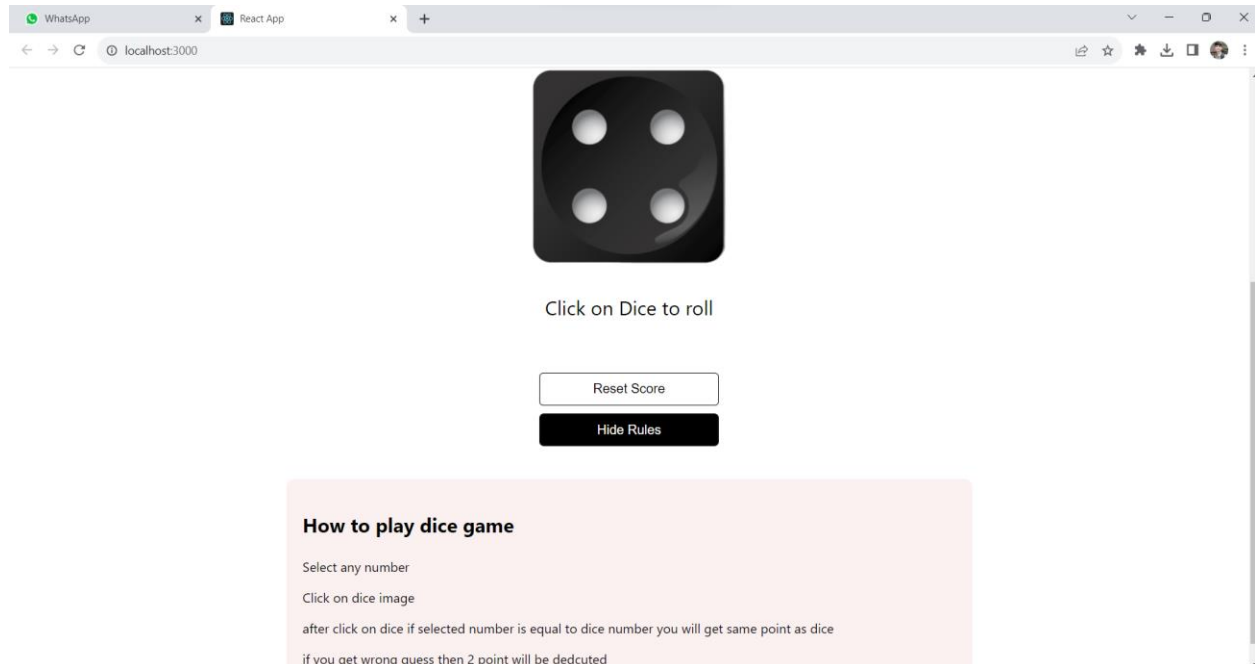 WhatsApp
React App
localhost:3000
Click on Dice to roll
Reset Score
Hide Rules
How to play dice game
Select any number
Click on dice image
after click on dice if selected number is equal to dice number you will get same point as dice
if you get wrong guess then 2 point will be dedcuted